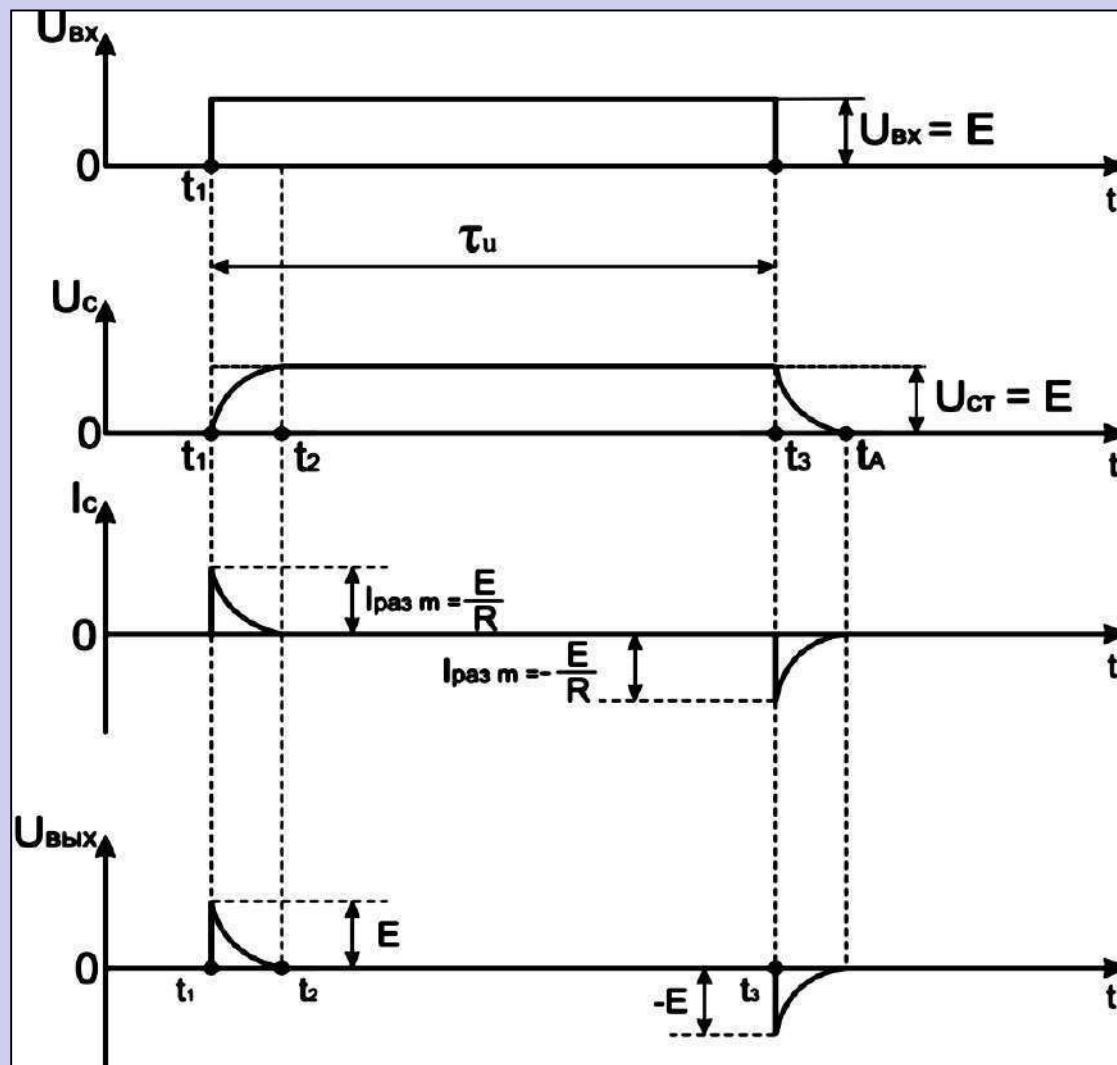 Uвх
Uвх = E
0
t1
t
τu
Uc
Uст = E
0
t1
t2
t3
tA
t
Ic
Iраз m = E/R
0
t
Iраз m = - E/R
Uвых
E
0
t1
t2
t3
t
-E